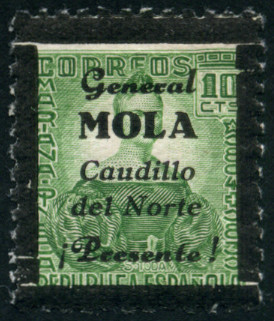 CORREOS
General
10
CTS
MOLA
Caudillo
del Norte
¡Presente!
REPUBLICA ESPAÑOLA